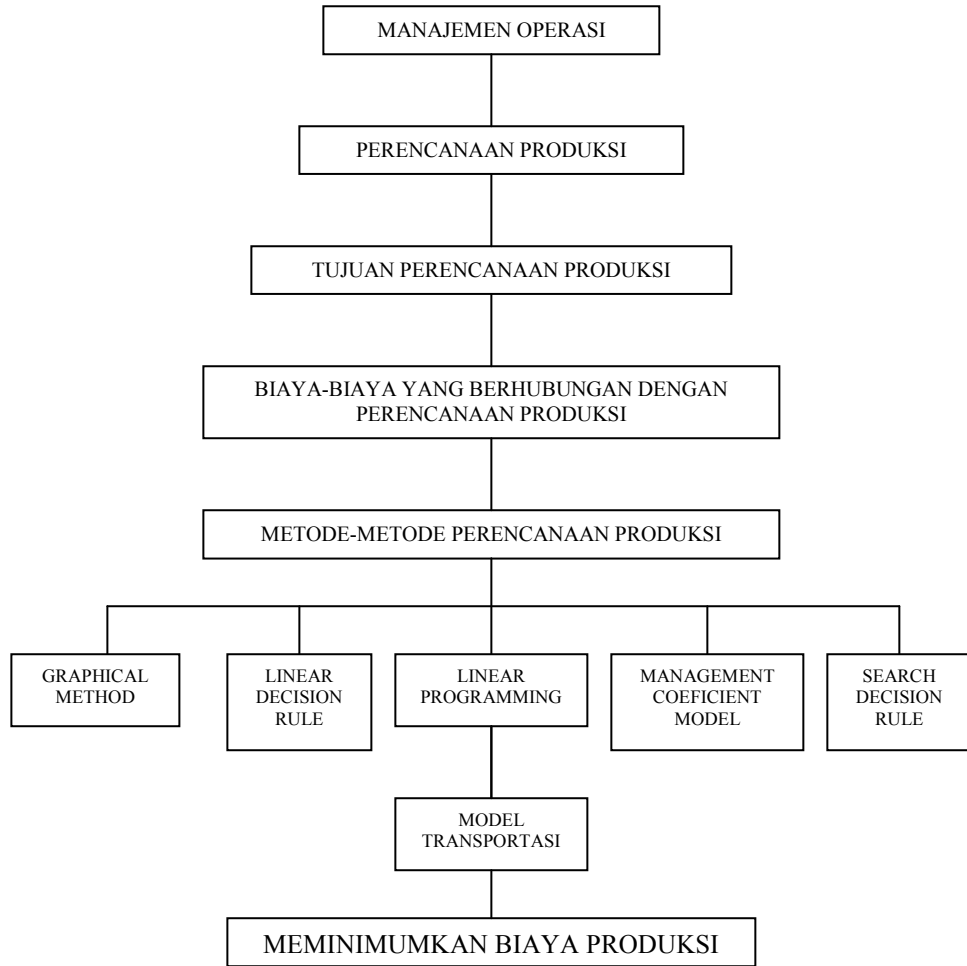 MANAJEMEN OPERASI
PERENCANAAN PRODUKSI
TUJUAN PERENCANAAN PRODUKSI
BIAYA-BIAYA YANG BERHUBUNGAN DENGAN
PERENCANAAN PRODUKSI
METODE-METODE PERENCANAAN PRODUKSI
GRAPHICAL
METHOD
LINEAR
DECISION
RULE
LINEAR
PROGRAMMING
MANAGEMENT
COEFICIENT
MODEL
SEARCH
DECISION
RULE
MODEL
TRANSPORTASI
MEMINIMUMKAN BIAYA PRODUKSI